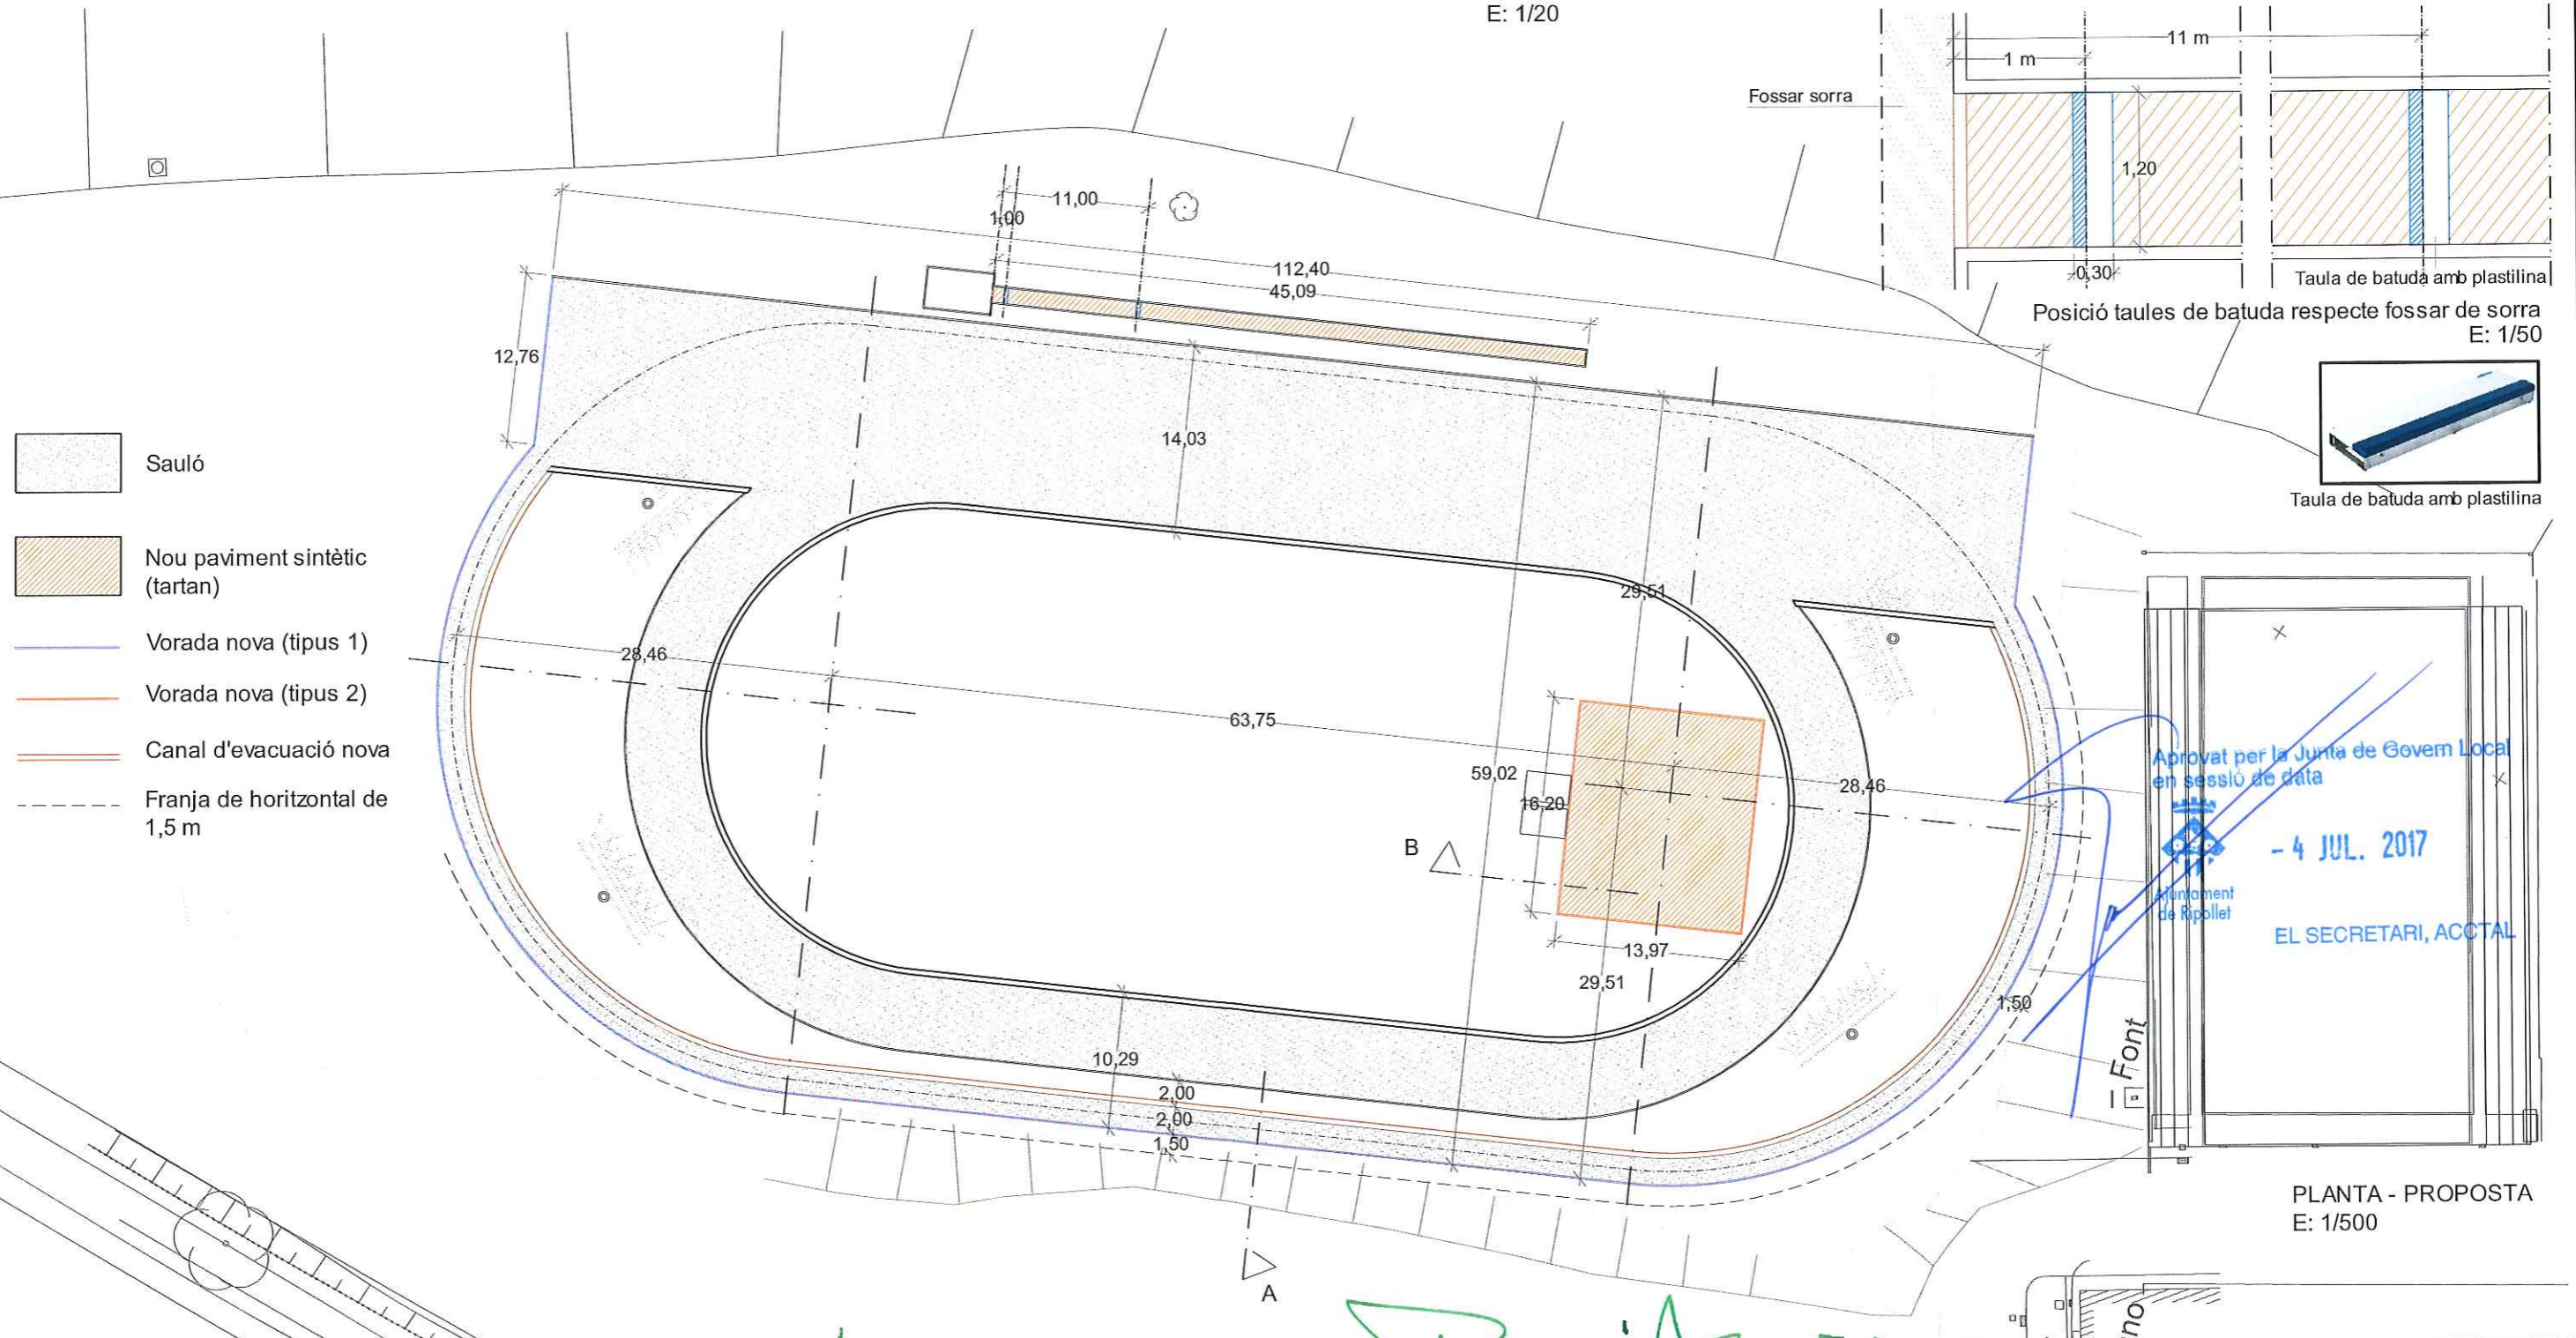 E: 1/20
11 m
1 m
Fossar sorra
1,20
0,30
Taula de batuda amb plastilina
Posició taules de batuda respecte fossar de sorra
E: 1/50
Taula de batuda amb plastilina
11,00
1,00
112,40
45,09
12,76
14,03
29,51
28,46
63,75
59,02
16,20
28,46
B
13,97
29,51
1,50
10,29
2,00
2,00
1,50
A
Sauló
Nou paviment sintètic
(tartan)
Vorada nova (tipus 1)
Vorada nova (tipus 2)
Canal d'evacuació nova
Franja de horitzontal de
1,5 m
Aprovat per la Junta de Govern Local
en sessió de data
- 4 JUL. 2017
Ajuntament
de Ripollet
EL SECRETARI, ACCTAL
Font
PLANTA - PROPOSTA
E: 1/500